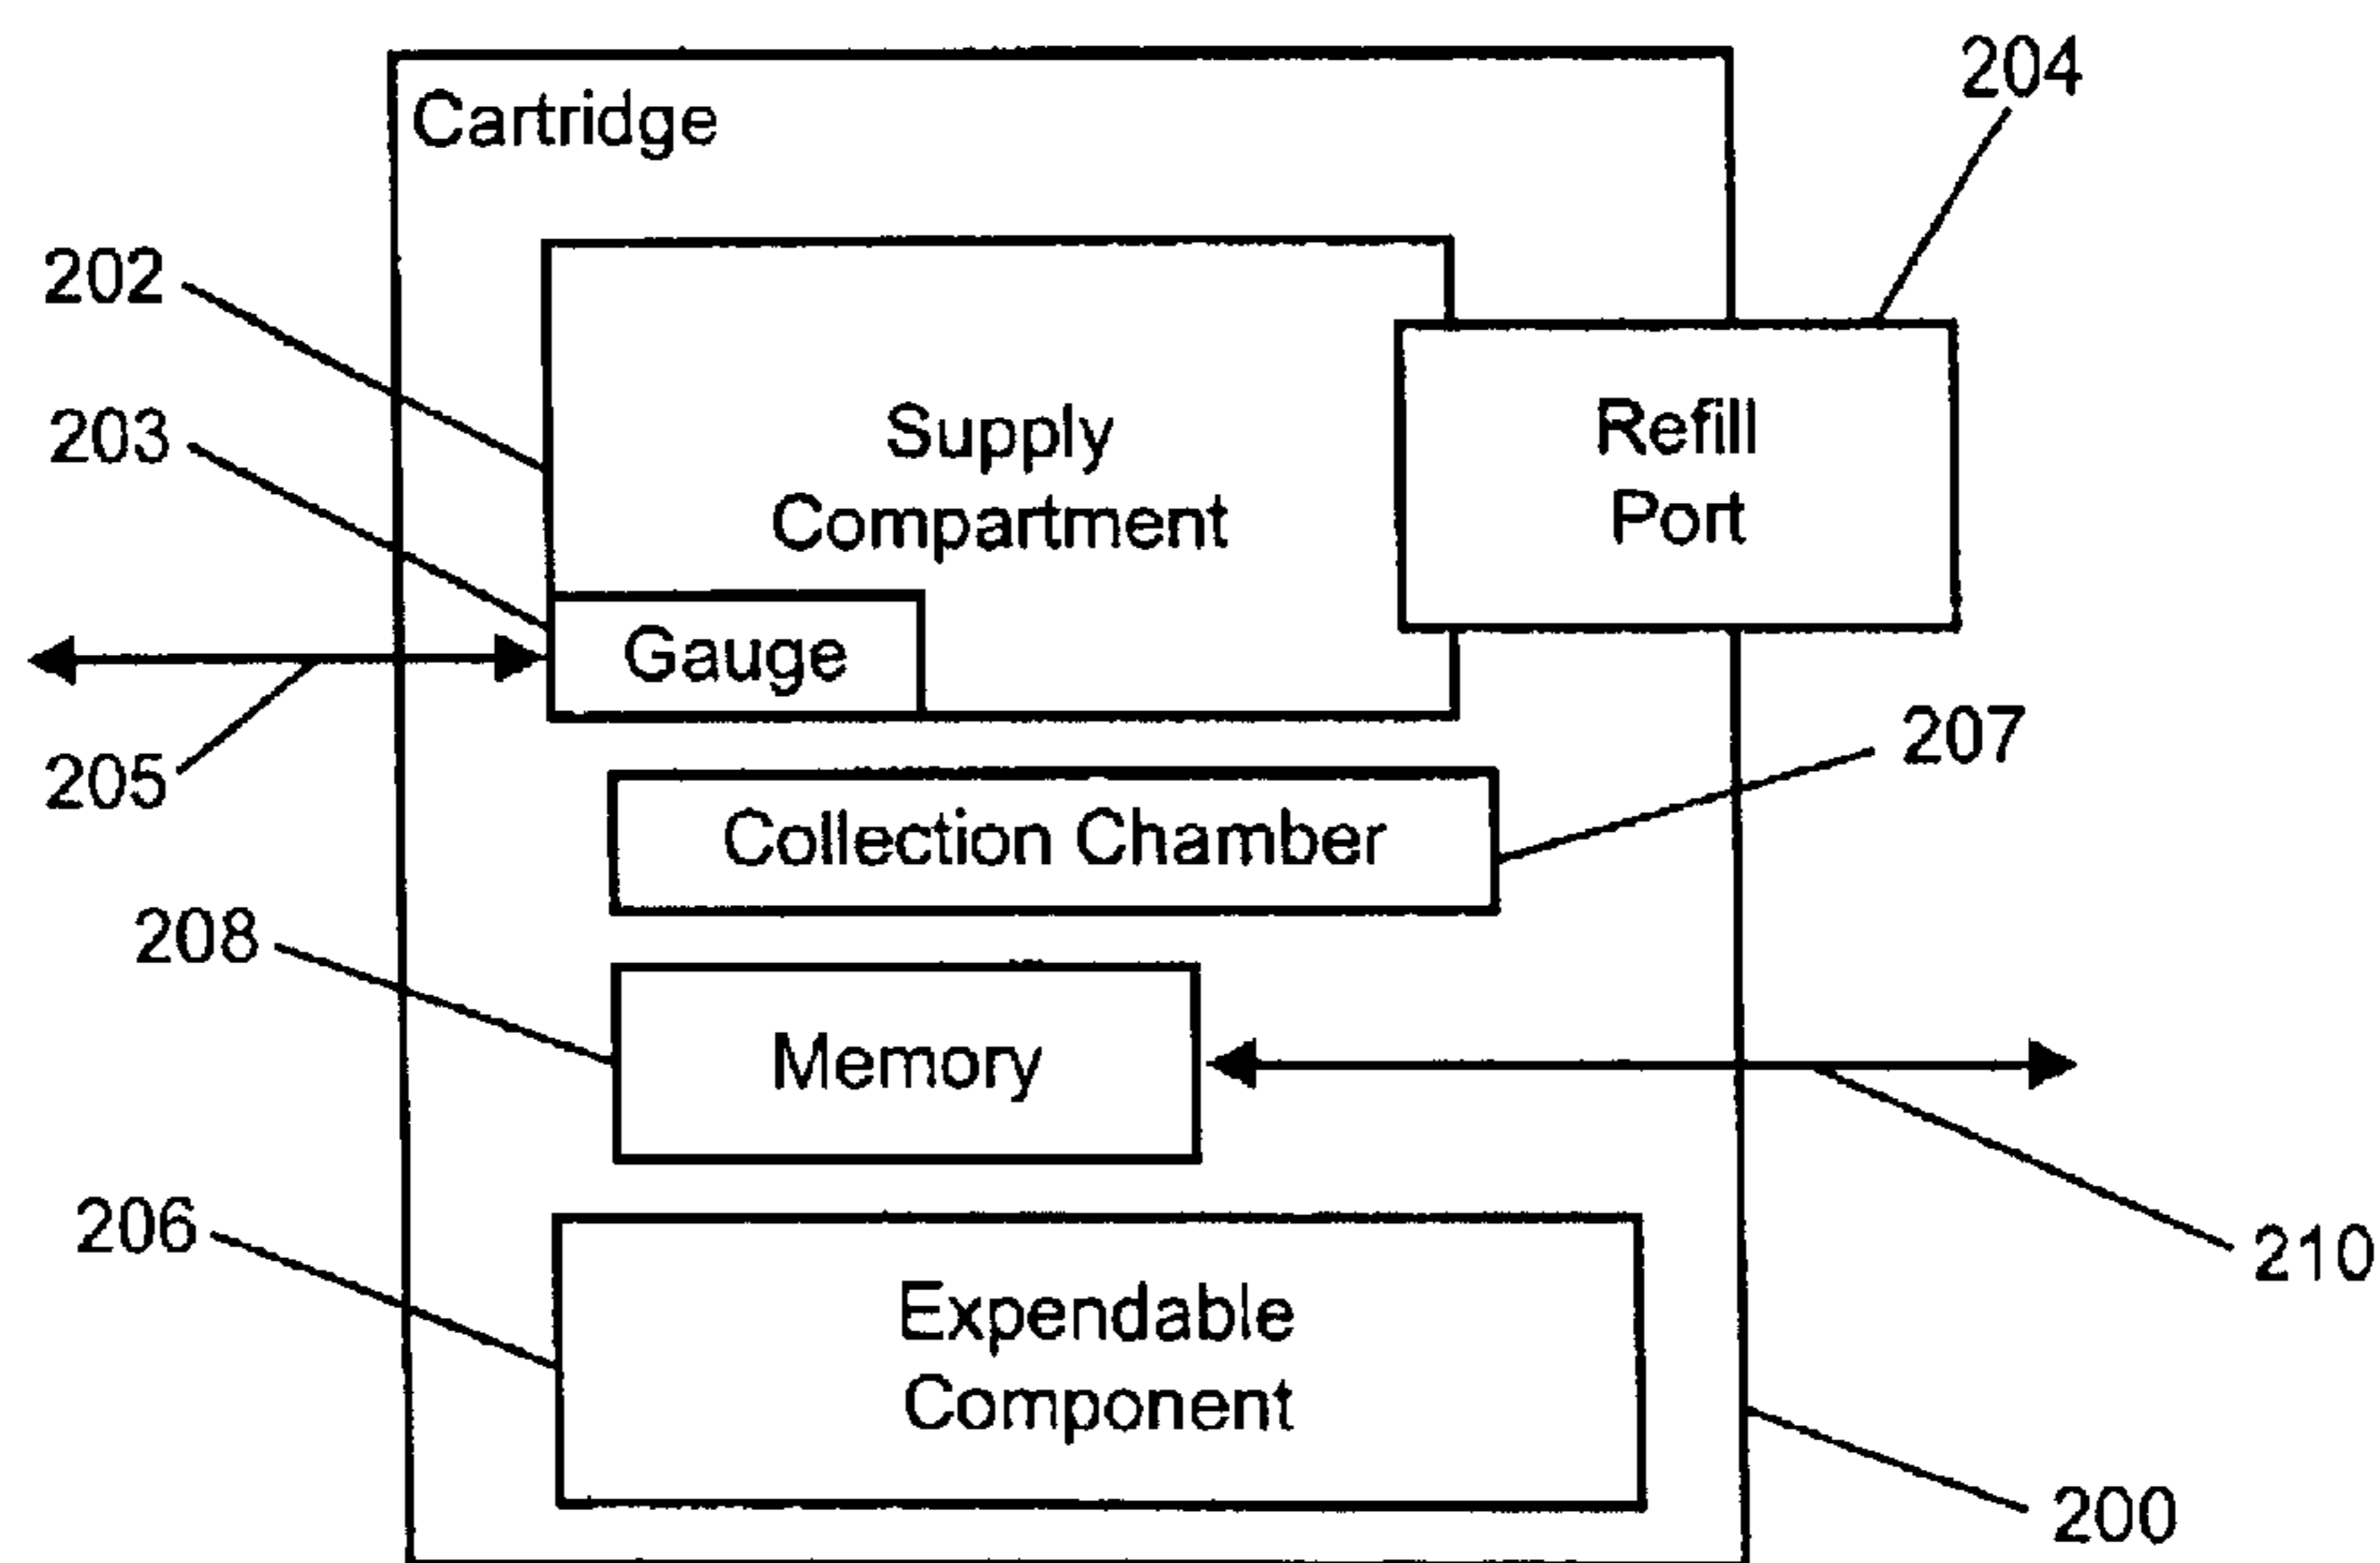 204
Cartridge
202
203
Supply
Compartment
Refill
Port
Gauge
205
207
Collection Chamber
208
Memory
206
Expendable
Component
210
200